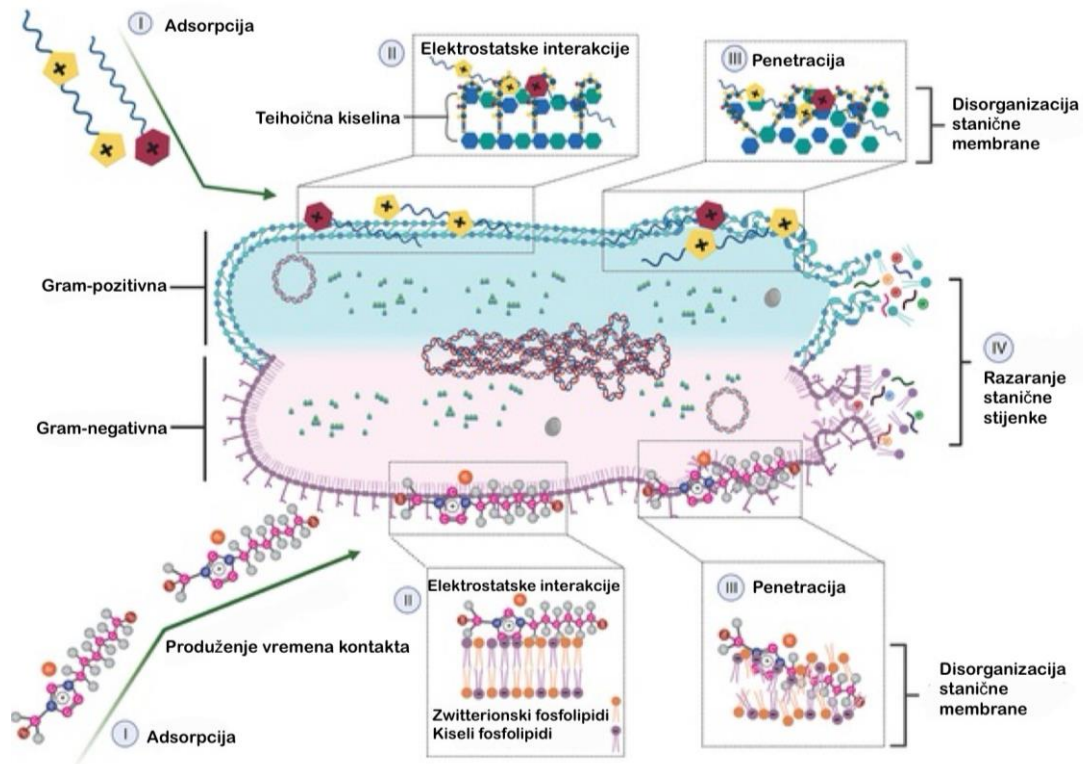 I Adsorpcija
II Elektrostatske interakcije
Teihoična kiselina
III Penetracija
Disorganizacija
stanične
membrane
Gram-pozitivna
Gram-negativna
IV
Razaranje
stanične
stijenke
Produženje vremena kontakta
I Adsorpcija
II Elektrostatske interakcije
Zwitterionski fosfolipidi
Kiseli fosfolipidi
III Penetracija
Disorganizacija
stanične
membrane